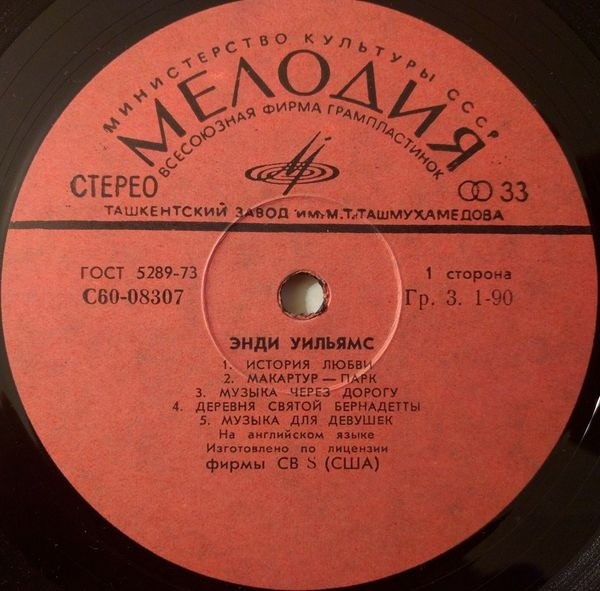 МИНИСТЕРСТВО КУЛЬТУРЫ СССР
МЕЛОДИЯ
ВСЕСОЮЗНАЯ ФИРМА ГРАМПЛАСТИНОК
СТЕРЕО
33
ТАШКЕНТСКИЙ ЗАВОД им. М.Т.ТАШМУХАМЕДОВА
ГОСТ 5289-73
1 сторона
С60-08307
Гр. 3. 1-90
ЭНДИ УИЛЬЯМС
1. ИСТОРИЯ ЛЮБВИ
2. МАКАРТУР — ПАРК
3. МУЗЫКА ЧЕРЕЗ ДОРОГУ
4. ДЕРЕВНЯ СВЯТОЙ БЕРНАДЕТТЫ
5. МУЗЫКА ДЛЯ ДЕВУШЕК
На английском языке
Изготовлено по лицензии
фирмы CB S (США)